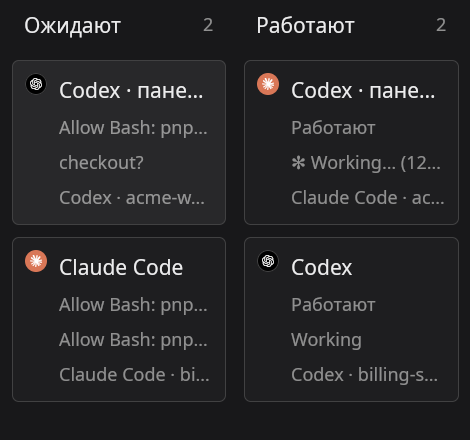 Ожидают 2
Codex · пане...
Allow Bash: pnp...
checkout?
Codex · acme-w...
Claude Code
Allow Bash: pnp...
Allow Bash: pnp...
Claude Code · bi...
Работают 2
Codex · пане...
Работают
✻ Working... (12...
Claude Code · ac...
Codex
Работают
Working
Codex · billing-s...